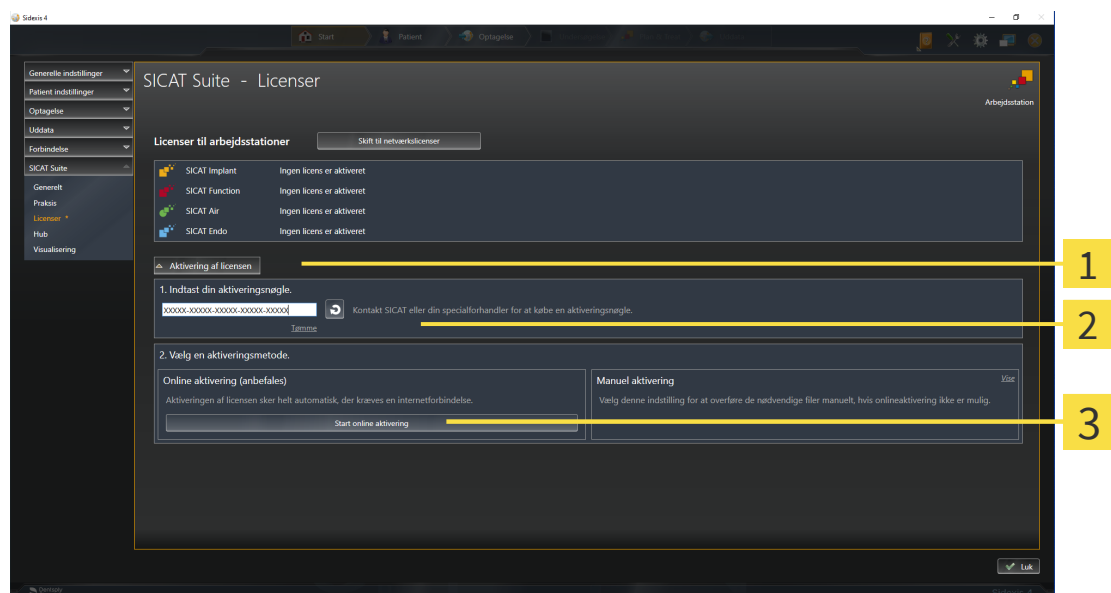 Sidexis 4
Start
Patient
Optagelse
Generelle indstillinger
Patient indstillinger
Optagelse
Uddata
Forbindelse
SICAT Suite
Generelt
Praksis
Licenser *
Hub
Visualisering
SICAT Suite - Licenser
Arbejdsstation
Licenser til arbejdsstationer
Skift til netværkslicenser
SICAT Implant Ingen licens er aktiveret
SICAT Function Ingen licens er aktiveret
SICAT Air Ingen licens er aktiveret
SICAT Endo Ingen licens er aktiveret
Aktivering af licensen
1
1. Indtast din aktiveringsnøgle.
XXXXX-XXXXX-XXXXX-XXXXX-XXXXX
Kontakt SICAT eller din specialforhandler for at købe en aktiveringsnøgle.
Tømme
2
2. Vælg en aktiveringsmetode.
Online aktivering (anbefales)
Aktiveringen af licensen sker helt automatisk, der kræves en internetforbindelse.
Start online aktivering
Manuel aktivering
Vise
Vælg denne indstilling for at overføre de nødvendige filer manuelt, hvis onlineaktivering ikke er mulig.
3
Luk
Sidexis 4